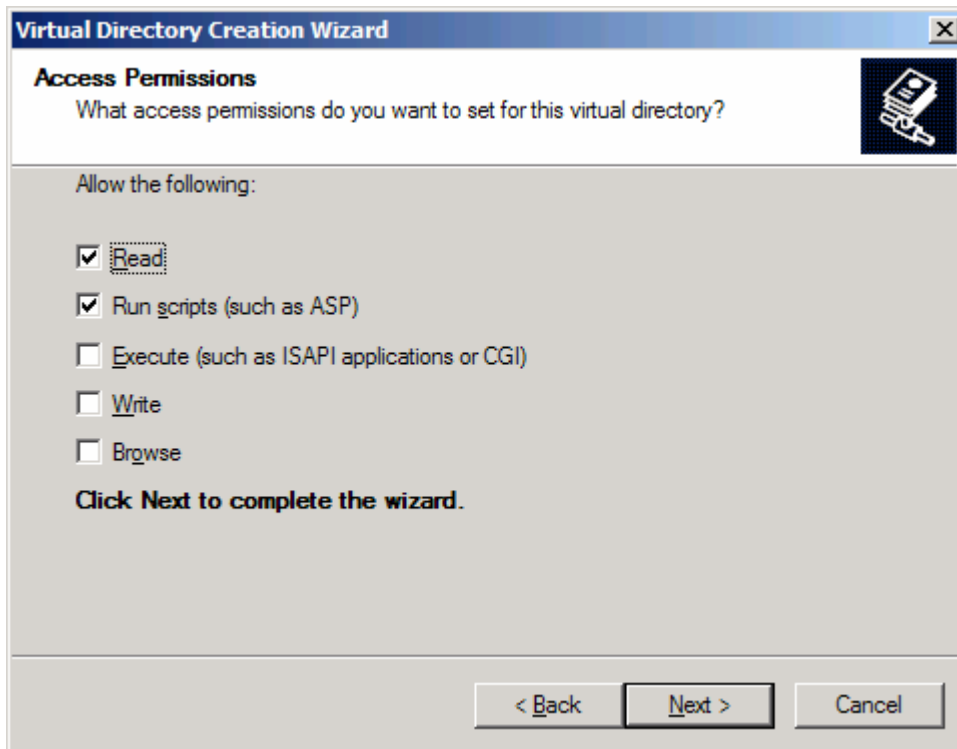 Virtual Directory Creation Wizard
Access Permissions
What access permissions do you want to set for this virtual directory?
Allow the following:
Read
Run scripts (such as ASP)
Execute (such as ISAPI applications or CGI)
Write
Browse
Click Next to complete the wizard.
< Back Next > Cancel